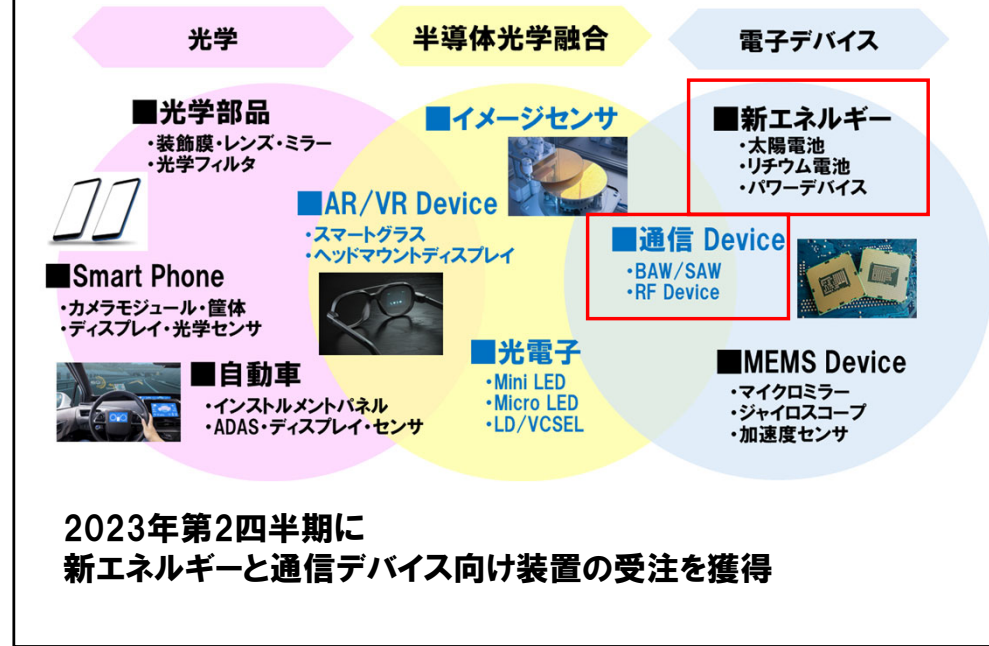 光学
半導体光学融合
電子デバイス
■光学部品
・装飾膜・レンズ・ミラー
・光学フィルタ
■Smart Phone
・カメラモジュール・筐体
・ディスプレイ・光学センサ
■自動車
・インストルメントパネル
・ADAS・ディスプレイ・センサ
■イメージセンサ
■AR/VR Device
・スマートグラス
・ヘッドマウントディスプレイ
■光電子
・Mini LED
・Micro LED
・LD/VCSEL
■新エネルギー
・太陽電池
・リチウム電池
・パワーデバイス
■通信 Device
・BAW/SAW
・RF Device
■MEMS Device
・マイクロミラー
・ジャイロスコープ
・加速度センサ
2023年第2四半期に
新エネルギーと通信デバイス向け装置の受注を獲得